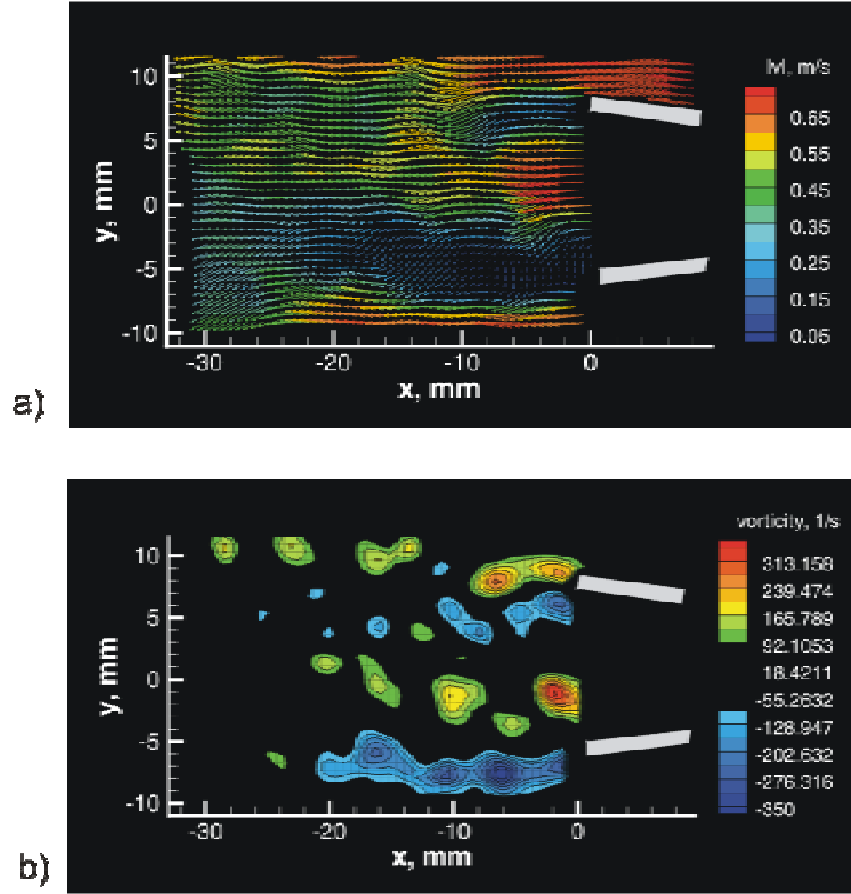 |v|, m/s
10
5
0
-5
-10
y, mm
0.65
0.55
0.45
0.35
0.25
0.15
0.05
-30 -20 -10 0
x, mm
a)
vorticity, 1/s
10
5
0
-5
-10
y, mm
313.158
239.474
165.789
92.1053
18.4211
-55.2632
-128.947
-202.632
-276.316
-350
-30 -20 -10 0
x, mm
b)